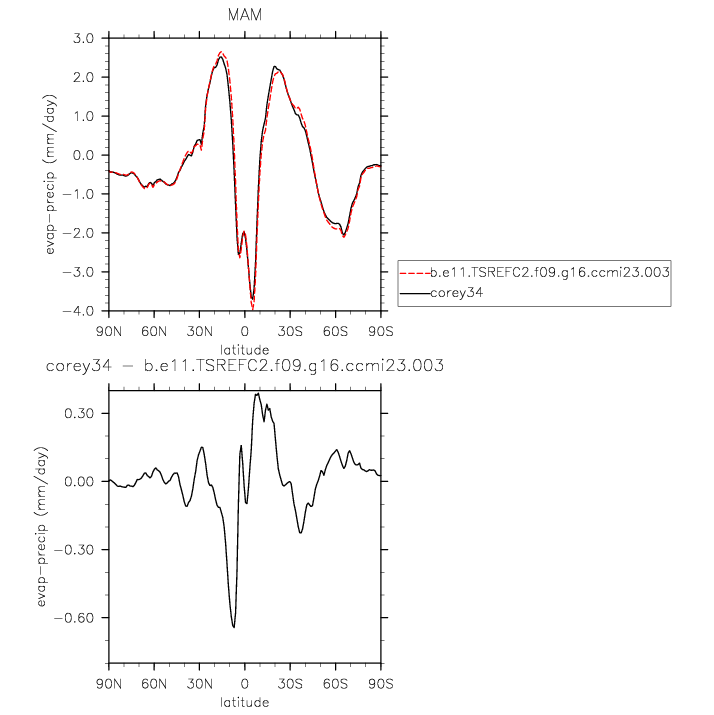 MAM
3.0
2.0
1.0
0.0
−1.0
−2.0
−3.0
−4.0
evap−precip (mm/day)
90N 60N 30N 0 30S 60S 90S
latitude
b.e11.TSREFC2.f09.g16.ccmi23.003
corey34
corey34 − b.e11.TSREFC2.f09.g16.ccmi23.003
0.30
0.00
−0.30
−0.60
evap−precip (mm/day)
90N 60N 30N 0 30S 60S 90S
latitude